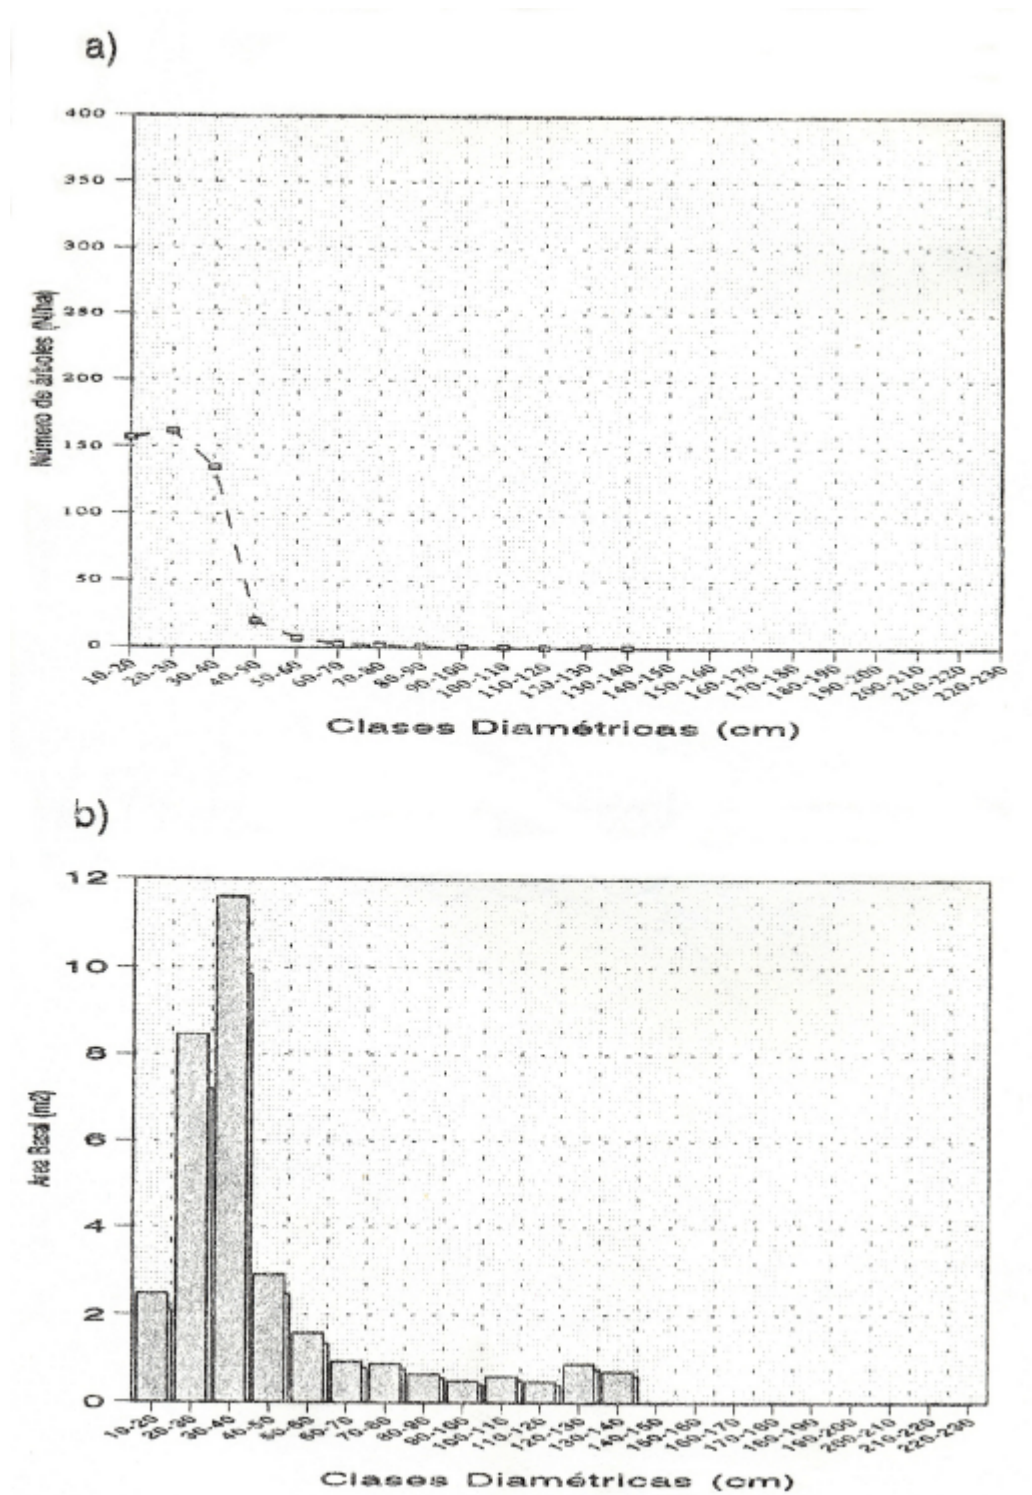 a)
400
350
300
250
200
150
100
50
0
Número de árboles (N/ha)
10-20 20-30 30-40 40-50 50-60 60-70 70-80 80-90 90-100 100-110 110-120 120-130 130-140 140-150 150-160 160-170 170-180 180-190 190-200 200-210 210-220 220-230
Clases Diamétricas (cm)
b)
12
10
8
6
4
2
0
Area Basal (m2)
10-20 20-30 30-40 40-50 50-60 60-70 70-80 80-90 90-100 100-110 110-120 120-130 130-140 140-150 150-160 160-170 170-180 180-190 190-200 200-210 210-220 220-230
Clases Diamétricas (cm)